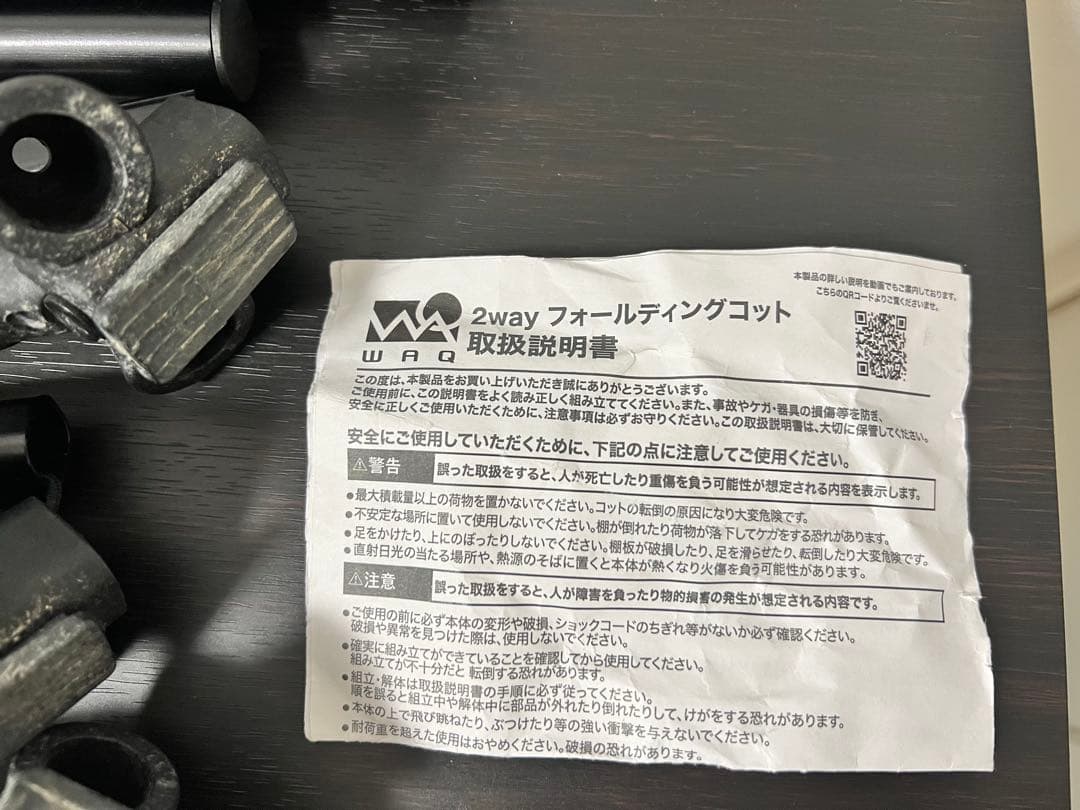 本製品の詳しい説明を動画でもご案内しております。
こちらのQRコードよりご覧くださいませ。
WAQ
2way フォールディングコット
取扱説明書
この度は、本製品をお買い上げいただき誠にありがとうございます。
ご使用前に、この説明書をよく読み正しく組み立ててください。また、事故やケガ・器具の損傷等を防ぎ、
安全に正しくご使用いただくために、注意事項は必ずお守りください。この取扱説明書は、大切に保管してください。
安全にご使用していただくために、下記の点に注意してご使用ください。
⚠警告 誤った取扱をすると、人が死亡したり重傷を負う可能性が想定される内容を表示します。
●最大積載量以上の荷物を置かないでください。コットの転倒の原因になり大変危険です。
●不安定な場所に置いて使用しないでください。棚が倒れたり荷物が落下してケガをする恐れがあります。
●足をかけたり、上にのぼったりしないでください。棚板が破損したり、足を滑らせたり、転倒したり大変危険です。
●直射日光の当たる場所や、熱源のそばに置くと本体が熱くなり火傷を負う可能性があります。
⚠注意 誤った取扱をすると、人が障害を負ったり物的損害の発生が想定される内容です。
●ご使用の前に必ず本体の変形や破損、ショックコードのちぎれ等がないか必ず確認ください。
破損や異常を見つけた際は、使用しないでください。
●確実に組み立てができていることを確認してから使用してください。
組み立てが不十分だと 転倒する恐れがあります。
●組立・解体は取扱説明書の手順に必ず従ってください。
順を誤ると組立中や解体中に部品が外れたり倒れたりして、けがをする恐れがあります。
●本体の上で飛び跳ねたり、ぶつけたり等の強い衝撃を与えないでください。
●耐荷重を超えた使用はおやめください。破損の恐れがあります。